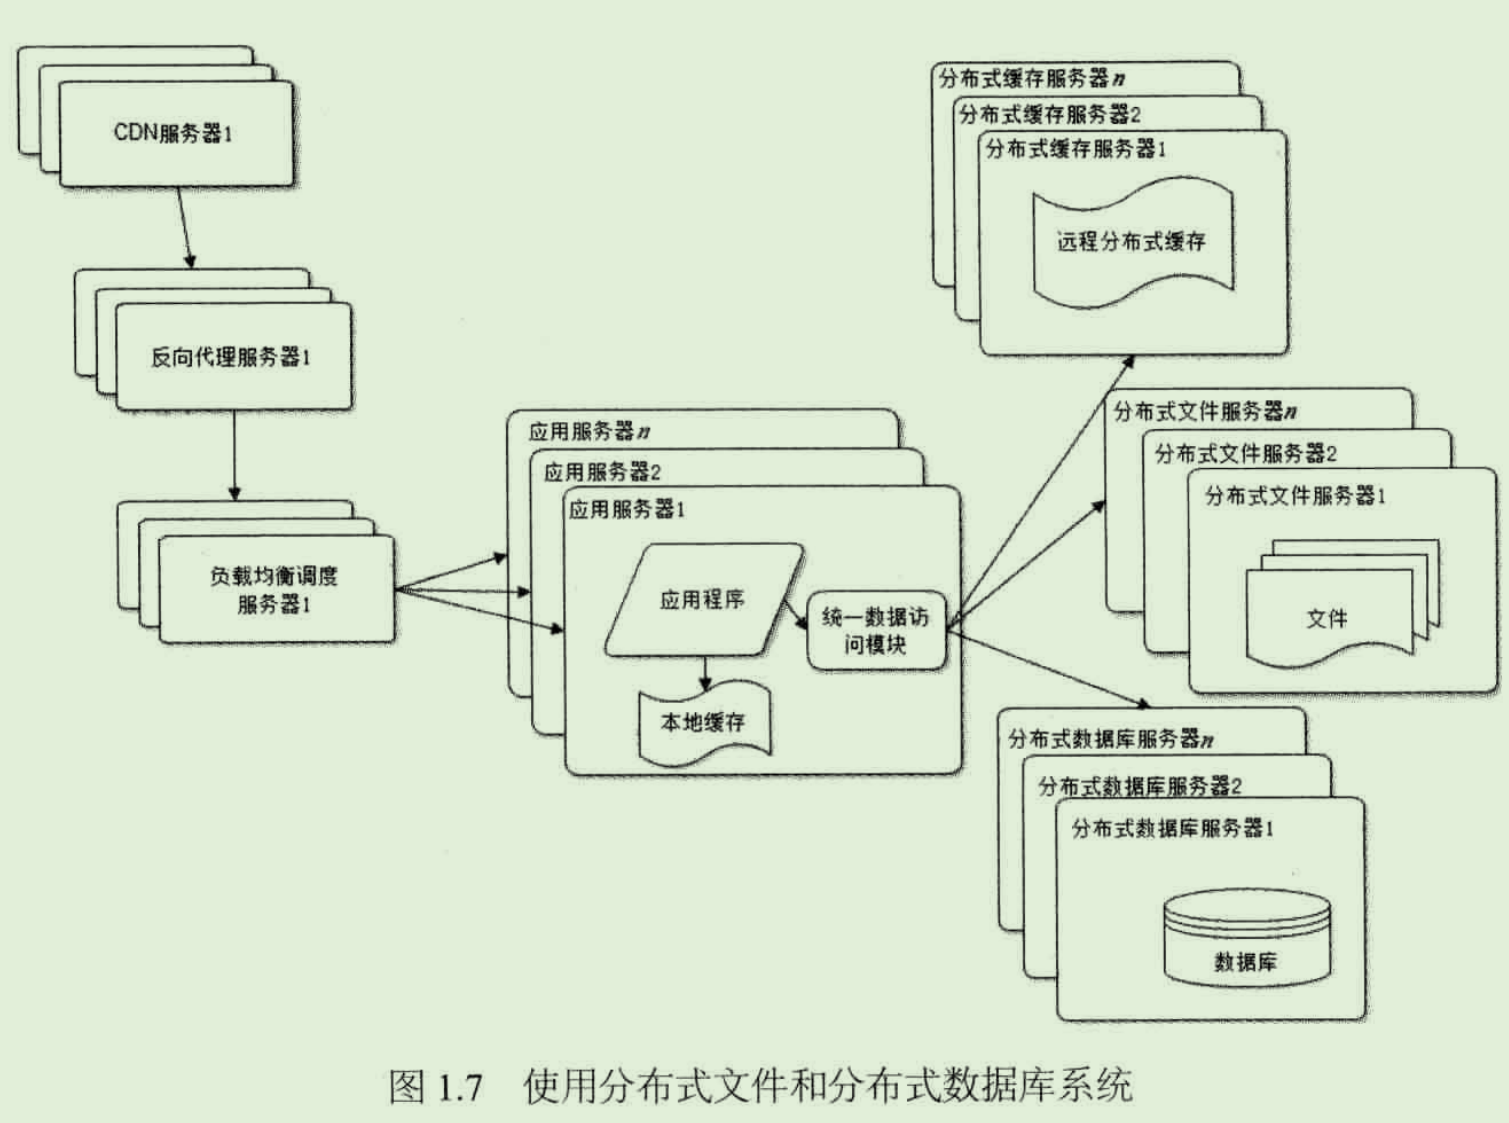 CDN服务器1
反向代理服务器1
负载均衡调度
服务器1
应用服务器n
应用服务器2
应用服务器1
应用程序
统一数据访
问模块
本地缓存
分布式缓存服务器n
分布式缓存服务器2
分布式缓存服务器1
远程分布式缓存
分布式文件服务器n
分布式文件服务器2
分布式文件服务器1
文件
分布式数据库服务器n
分布式数据库服务器2
分布式数据库服务器1
数据库
图 1.7 使用分布式文件和分布式数据库系统